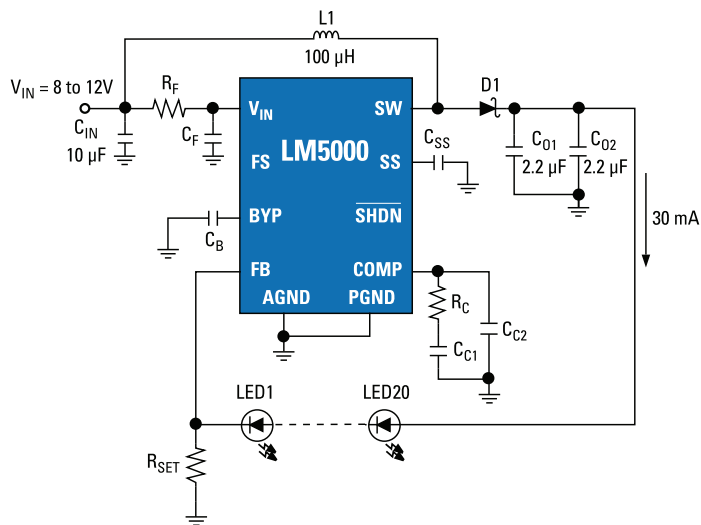 L1
100 µH
V_IN = 8 to 12V
R_F
D1
C_IN
10 µF
C_F
V_IN
SW
LM5000
C_SS
C_O1
2.2 µF
C_O2
2.2 µF
FS
SS
30 mA
BYP
SHDN
C_B
FB
COMP
AGND
PGND
R_C
C_C1
C_C2
LED1
LED20
R_SET